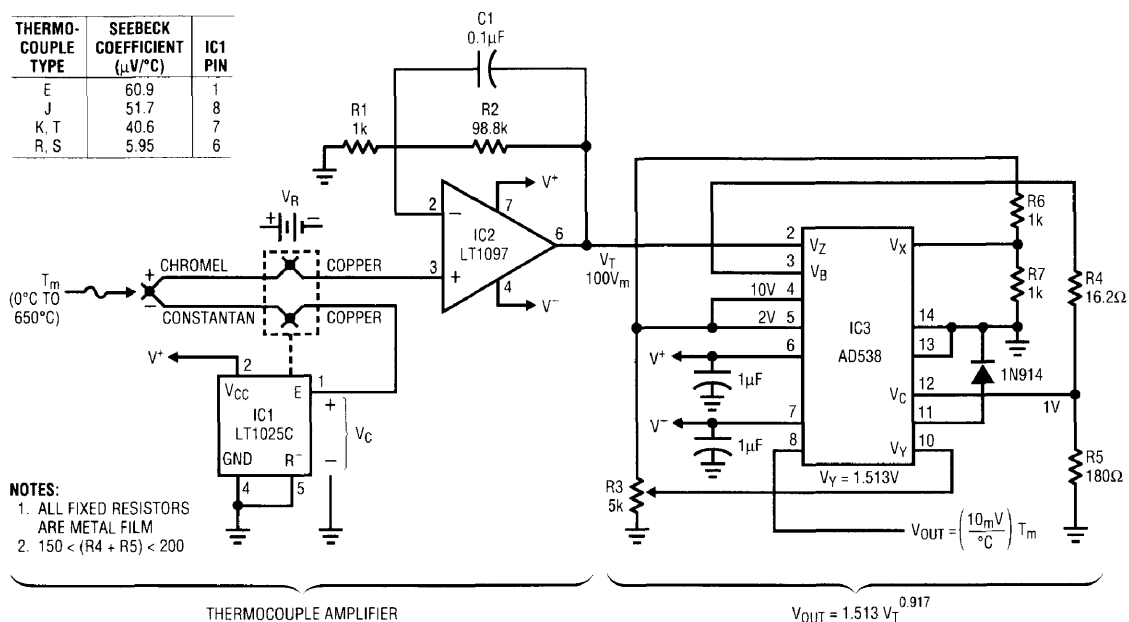 THERMO-
COUPLE
TYPE
SEEBECK
COEFFICIENT
(μV/°C)
IC1
PIN
E 60.9 1
J 51.7 8
K, T 40.6 7
R, S 5.95 6
C1
0.1μF
R1
1k
R2
98.8k
V+
7
2
−
IC2
LT1097
6
3
+
4
V−
VR
+ −
Tm
(0°C TO
650°C)
+
−
CHROMEL
COPPER
CONSTANTAN
COPPER
V+
2
VCC
E
1
IC1
LT1025C
GND
R−
4
5
+
VC
−
VT
100Vm
2
VZ
3
VB
10V
4
2V
5
V+
6
1μF
V−
7
1μF
8
IC3
AD538
VX
14
13
VC
12
11
VY
10
VY = 1.513V
R6
1k
R7
1k
R4
16.2Ω
1N914
1V
R5
180Ω
R3
5k
VOUT = (10mV/°C) Tm
NOTES:
1. ALL FIXED RESISTORS
ARE METAL FILM
2. 150 < (R4 + R5) < 200
THERMOCOUPLE AMPLIFIER
VOUT = 1.513 VT^0.917